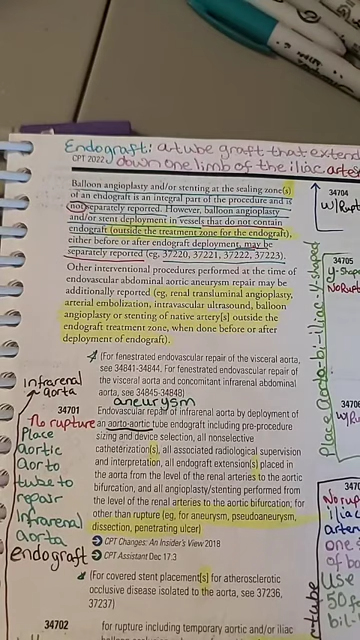 Endograft: a tube graft that exten
CPT 2022
down one limb of the iliac arter
Balloon angioplasty and/or stenting at the sealing zone(s)
of an endograft is an integral part of the procedure and is
not separately reported. However, balloon angioplasty
and/or stent deployment in vessels that do not contain
endograft (outside the treatment zone for the endograft),
either before or after endograft deployment, may be
separately reported (eg, 37220, 37221, 37222, 37223).
Other interventional procedures performed at the time of
endovascular abdominal aortic aneurysm repair may be
additionally reported (eg, renal transluminal angioplasty,
arterial embolization, intravascular ultrasound, balloon
angioplasty or stenting of native artery[s] outside the
endograft treatment zone, when done before or after
deployment of endograft).
(For fenestrated endovascular repair of the visceral aorta,
see 34841-34844. For fenestrated endovascular repair of
the visceral aorta and concomitant infrarenal abdominal
aorta, see 34845-34848)
infrarenal
aorta
aneurysm
34701
Endovascular repair of infrarenal aorta by deployment of
an aorto-aortic tube endograft including pre-procedure
sizing and device selection, all nonselective
catheterization(s), all associated radiological supervision
and interpretation, all endograft extension(s) placed in
the aorta from the level of the renal arteries to the aortic
bifurcation, and all angioplasty/stenting performed from
the level of the renal arteries to the aortic bifurcation; for
other than rupture (eg, for aneurysm, pseudoaneurysm,
dissection, penetrating ulcer)
No rupture
Place
aortic
aorto
tube to
repair
infrarenal
aorta
endograft
CPT Changes: An Insider's View 2018
CPT Assistant Dec 17:3
(For covered stent placement[s] for atherosclerotic
occlusive disease isolated to the aorta, see 37236,
37237)
34702
for rupture including temporary aortic and/or iliac
34704
w/Rupt
34705
y-shape
No Rupt
Place aorto-bi-iliac-y-shaped
34706
w/R
3470
No rup
iliac
arter
one s
of b
Use
50 f
bil-
-tube